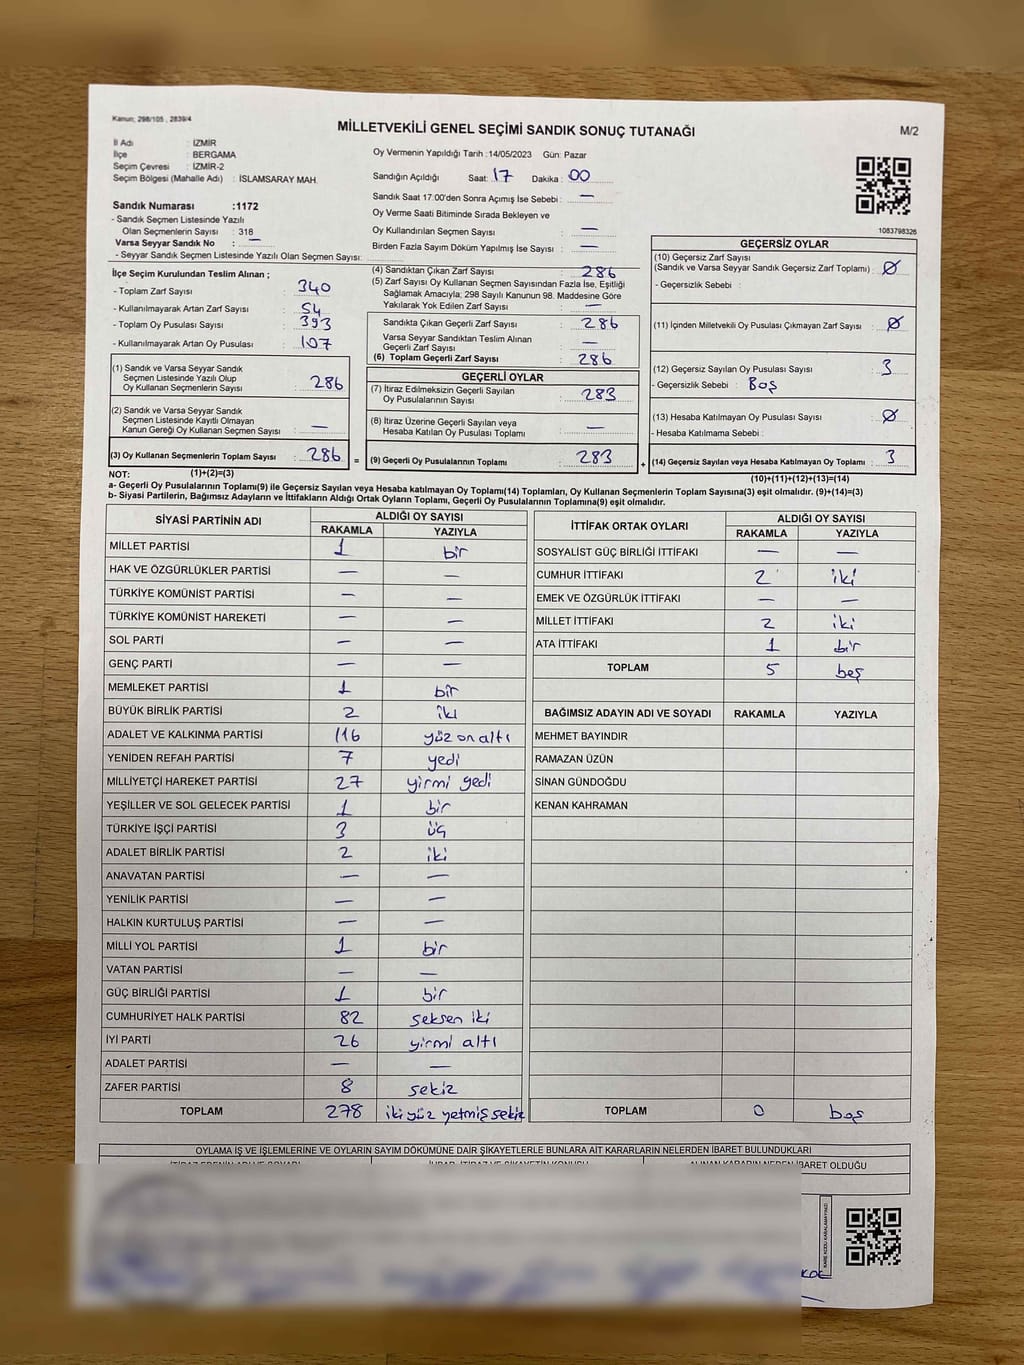 Kanun; 298/105 , 2839/4
MİLLETVEKİLİ GENEL SEÇİMİ SANDIK SONUÇ TUTANAĞI
M/2
İl Adı : İZMİR
İlçe : BERGAMA
Seçim Çevresi : İZMİR-2
Seçim Bölgesi (Mahalle Adı) : İSLAMSARAY MAH.
Sandık Numarası :1172
- Sandık Seçmen Listesinde Yazılı
Olan Seçmenlerin Sayısı : 318
Varsa Seyyar Sandık No : —
- Seyyar Sandık Seçmen Listesinde Yazılı Olan Seçmen Sayısı:
Oy Vermenin Yapıldığı Tarih :14/05/2023 Gün: Pazar
Sandığın Açıldığı Saat: 17 Dakika : 00
Sandık Saat 17:00'den Sonra Açımış İse Sebebi : —
Oy Verme Saati Bitiminde Sırada Bekleyen ve
Oy Kullandırılan Seçmen Sayısı : —
Birden Fazla Sayım Döküm Yapılmış İse Sayısı : —
1083798326
İlçe Seçim Kurulundan Teslim Alınan ;
- Toplam Zarf Sayısı : 340
- Kullanılmayarak Artan Zarf Sayısı : 54
- Toplam Oy Pusulası Sayısı : 393
- Kullanılmayarak Artan Oy Pusulası : 107
(1) Sandık ve Varsa Seyyar Sandık
Seçmen Listesinde Yazılı Olup
Oy Kullanan Seçmenlerin Sayısı : 286
(2) Sandık ve Varsa Seyyar Sandık
Seçmen Listesinde Kayıtlı Olmayan
Kanun Gereği Oy Kullanan Seçmen Sayısı : —
(3) Oy Kullanan Seçmenlerin Toplam Sayısı : 286 =
(4) Sandıktan Çıkan Zarf Sayısı : 286
(5) Zarf Sayısı Oy Kullanan Seçmen Sayısından Fazla İse, Eşitliği
Sağlamak Amacıyla; 298 Sayılı Kanunun 98. Maddesine Göre
Yakılarak Yok Edilen Zarf Sayısı : —
Sandıkta Çıkan Geçerli Zarf Sayısı : 286
Varsa Seyyar Sandıktan Teslim Alınan
Geçerli Zarf Sayısı : —
(6) Toplam Geçerli Zarf Sayısı : 286
GEÇERLİ OYLAR
(7) İtiraz Edilmeksizin Geçerli Sayılan
Oy Pusulalarının Sayısı : 283
(8) İtiraz Üzerine Geçerli Sayılan veya
Hesaba Katılan Oy Pusulası Toplamı : —
(9) Geçerli Oy Pusulalarının Toplamı : 283 +
GEÇERSİZ OYLAR
(10) Geçersiz Zarf Sayısı
(Sandık ve Varsa Seyyar Sandık Geçersiz Zarf Toplamı) : Ø
- Geçersizlik Sebebi :
(11) İçinden Milletvekili Oy Pusulası Çıkmayan Zarf Sayısı : Ø
(12) Geçersiz Sayılan Oy Pusulası Sayısı : 3
- Geçersizlik Sebebi : Boş
(13) Hesaba Katılmayan Oy Pusulası Sayısı : Ø
- Hesaba Katılmama Sebebi :
(14) Geçersiz Sayılan veya Hesaba Katılmayan Oy Toplamı : 3
NOT: (1)+(2)=(3) (10)+(11)+(12)+(13)=(14)
a- Geçerli Oy Pusulalarının Toplamı(9) ile Geçersiz Sayılan veya Hesaba Katılmayan Oy Toplamı(14) Toplamları, Oy Kullanan Seçmenlerin Toplam Sayısına(3) eşit olmalıdır. (9)+(14)=(3)
b- Siyasi Partilerin, Bağımsız Adayların ve İttifakların Aldığı Ortak Oyların Toplamı, Geçerli Oy Pusulalarının Toplamına(9) eşit olmalıdır.
SİYASİ PARTİNİN ADI ALDIĞI OY SAYISI
RAKAMLA YAZIYLA
MİLLET PARTİSİ 1 bir
HAK VE ÖZGÜRLÜKLER PARTİSİ — —
TÜRKİYE KOMÜNİST PARTİSİ — —
TÜRKİYE KOMÜNİST HAREKETİ — —
SOL PARTİ — —
GENÇ PARTİ — —
MEMLEKET PARTİSİ 1 bir
BÜYÜK BİRLİK PARTİSİ 2 iki
ADALET VE KALKINMA PARTİSİ 116 yüz on altı
YENİDEN REFAH PARTİSİ 7 yedi
MİLLİYETÇİ HAREKET PARTİSİ 27 yirmi yedi
YEŞİLLER VE SOL GELECEK PARTİSİ 1 bir
TÜRKİYE İŞÇİ PARTİSİ 3 üç
ADALET BİRLİK PARTİSİ 2 iki
ANAVATAN PARTİSİ — —
YENİLİK PARTİSİ — —
HALKIN KURTULUŞ PARTİSİ — —
MİLLİ YOL PARTİSİ 1 bir
VATAN PARTİSİ — —
GÜÇ BİRLİĞİ PARTİSİ 1 bir
CUMHURİYET HALK PARTİSİ 82 seksen iki
İYİ PARTİ 26 yirmi altı
ADALET PARTİSİ — —
ZAFER PARTİSİ 8 sekiz
TOPLAM 278 iki yüz yetmiş sekiz
İTTİFAK ORTAK OYLARI ALDIĞI OY SAYISI
RAKAMLA YAZIYLA
SOSYALİST GÜÇ BİRLİĞİ İTTİFAKI — —
CUMHUR İTTİFAKI 2 iki
EMEK VE ÖZGÜRLÜK İTTİFAKI — —
MİLLET İTTİFAKI 2 iki
ATA İTTİFAKI 1 bir
TOPLAM 5 beş
BAĞIMSIZ ADAYIN ADI VE SOYADI RAKAMLA YAZIYLA
MEHMET BAYINDIR
RAMAZAN ÜZÜN
SİNAN GÜNDOĞDU
KENAN KAHRAMAN
TOPLAM 0 boş
OYLAMA İŞ VE İŞLEMLERİNE VE OYLARIN SAYIM DÖKÜMÜNE DAİR ŞİKAYETLERLE BUNLARA AİT KARARLARIN NELERDEN İBARET BULUNDUKLARI
İBARET OLDUĞU
KARE KODU KARALAMAYINIZ!